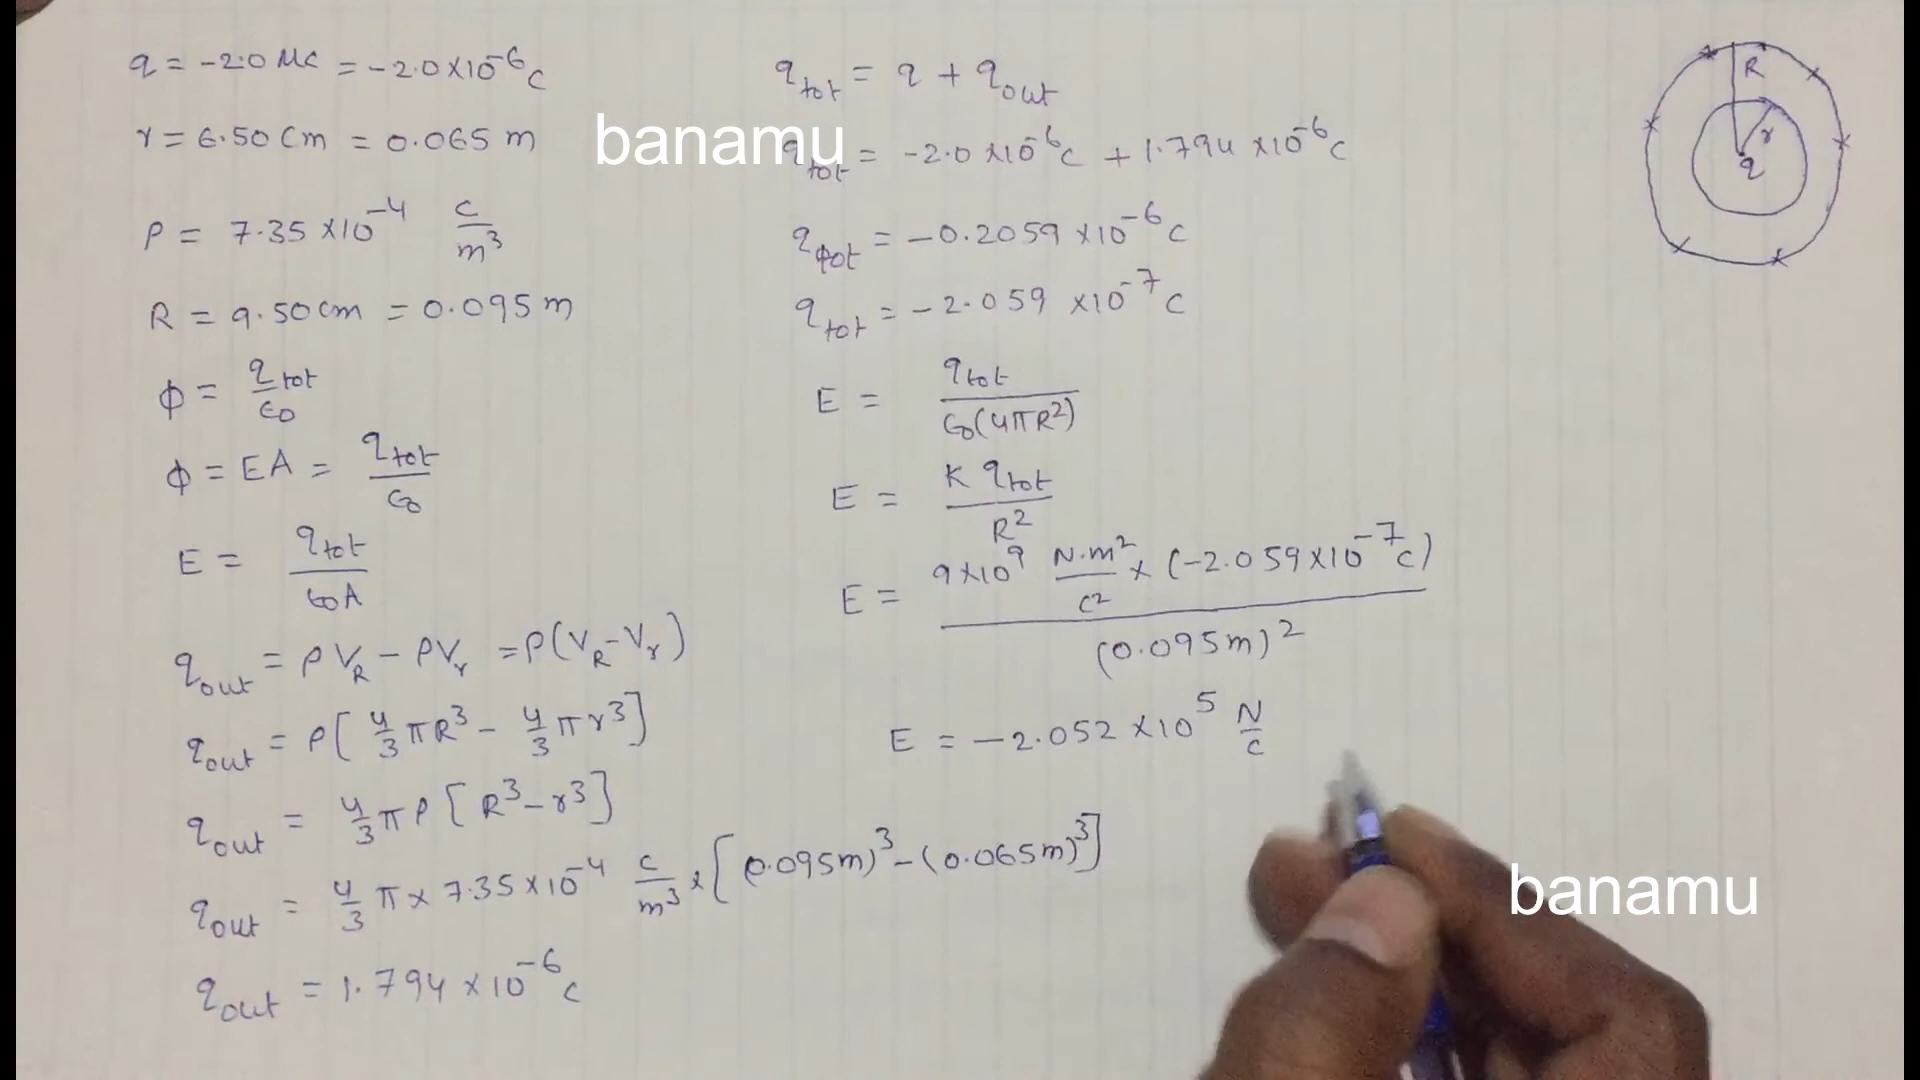 q = -2.0 μc = -2.0×10⁻⁶ c
r = 6.50 cm = 0.065 m
ρ = 7.35×10⁻⁴ c/m³
R = 9.50 cm = 0.095 m
ϕ = q_tot/ϵ₀
ϕ = EA = q_tot/ϵ₀
E = q_tot/ϵ₀A
q_out = ρV_R - ρV_r = ρ(V_R - V_r)
q_out = ρ[4/3 πR³ - 4/3 πr³]
q_out = 4/3 πρ[R³ - r³]
q_out = 4/3 π × 7.35×10⁻⁴ c/m³ × [(0.095m)³ - (0.065m)³]
q_out = 1.794×10⁻⁶ c
q_tot = q + q_out
q_tot = -2.0×10⁻⁶ c + 1.794×10⁻⁶ c
q_tot = -0.2059×10⁻⁶ c
q_tot = -2.059×10⁻⁷ c
E = q_tot/ϵ₀(4πR²)
E = K q_tot/R²
E = 9×10⁹ N·m²/c² × (-2.059×10⁻⁷ c)/(0.095m)²
E = -2.052×10⁵ N/c
R
r
q
banamu
banamu